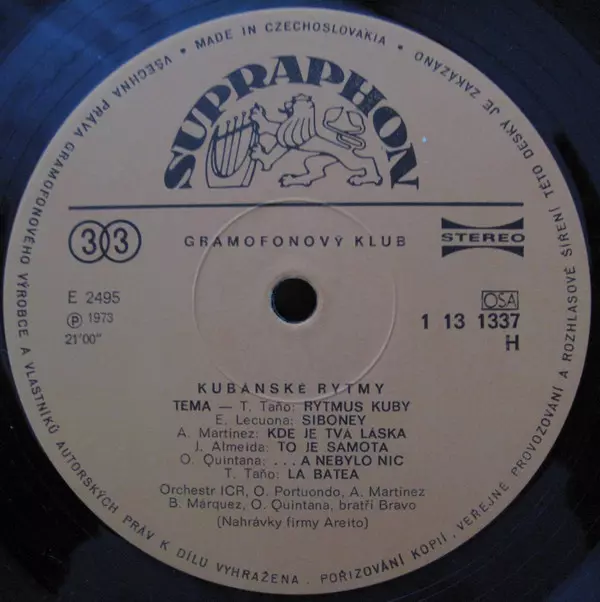 VŠECHNA PRÁVA GRAMOFONOVÉHO VÝROBCE A VLASTNÍKŮ AUTORSKÝCH PRÁV K DÍLU VYHRAŽENA . POŘIZOVÁNÍ KOPIÍ , VEŘEJNÉ PROVOZOVÁNÍ A ROZHLASOVÉ ŠÍŘENÍ TÉTO DESKY JE ZAKÁZÁNO
• MADE IN CZECHOSLOVAKIA •
SUPRAPHON
33
GRAMOFONOVÝ KLUB
STEREO
E 2495
℗ 1973
21'00"
OSA
1 13 1337
H
KUBÁNSKÉ RYTMY
TEMA — T. Taňo: RYTMUS KUBY
E. Lecuona: SIBONEY
A. Martínez: KDE JE TVÁ LÁSKA
J. Almeida: TO JE SAMOTA
O. Quintana: . . . A NEBYLO NIC
T. Taňo: LA BATEA
Orchestr ICR, O. Portuondo, A. Martínez
B. Márquez, O. Quintana, bratří Bravo
(Nahrávky firmy Areito)